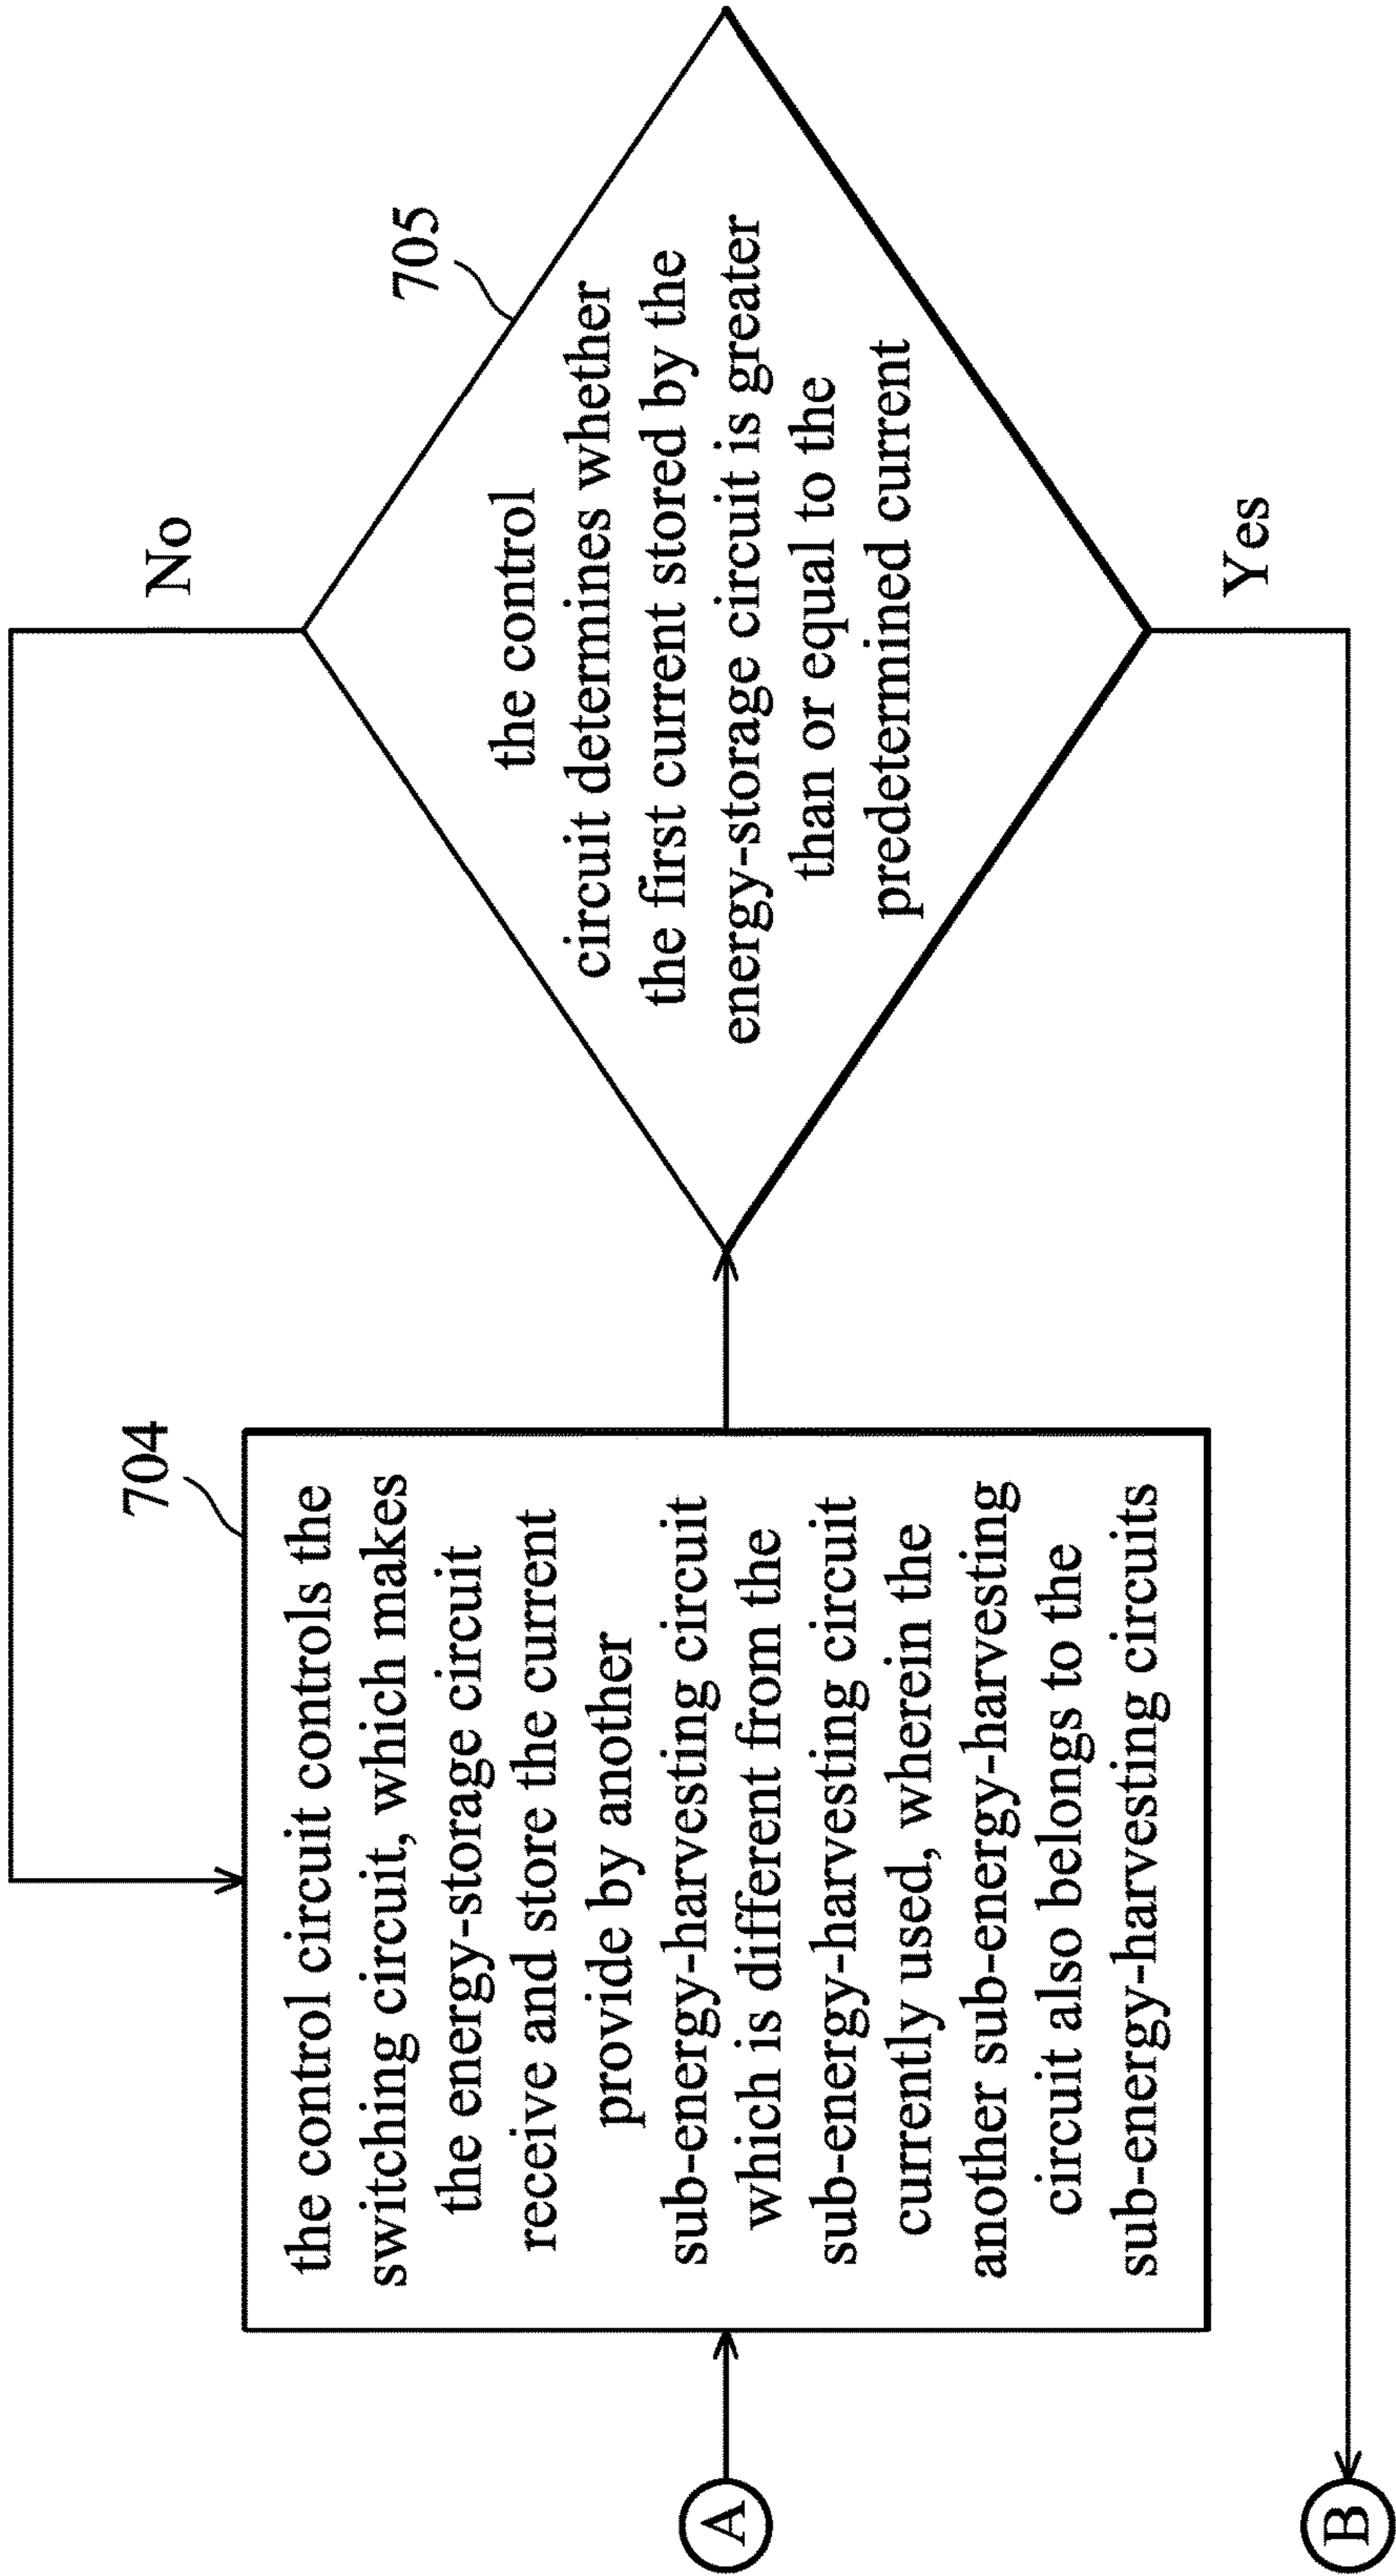 A
704
the control circuit controls the
switching circuit, which makes
the energy-storage circuit
receive and store the current
provide by another
sub-energy-harvesting circuit
which is different from the
sub-energy-harvesting circuit
currently used, wherein the
another sub-energy-harvesting
circuit also belongs to the
sub-energy-harvesting circuits
705
the control
circuit determines whether
the first current stored by the
energy-storage circuit is greater
than or equal to the
predetermined current
No
Yes
B